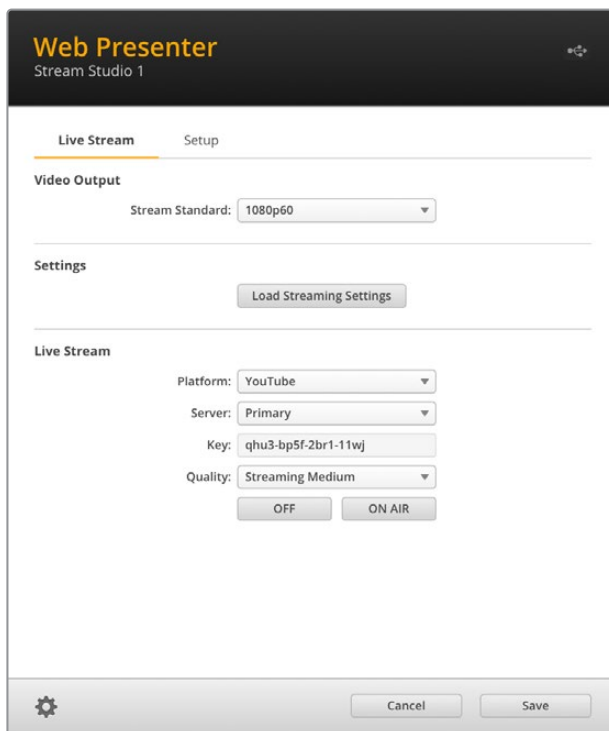 Web Presenter
Stream Studio 1
Live Stream Setup
Video Output
Stream Standard: 1080p60
Settings
Load Streaming Settings
Live Stream
Platform: YouTube
Server: Primary
Key: qhu3-bp5f-2br1-11wj
Quality: Streaming Medium
OFF ON AIR
Cancel Save